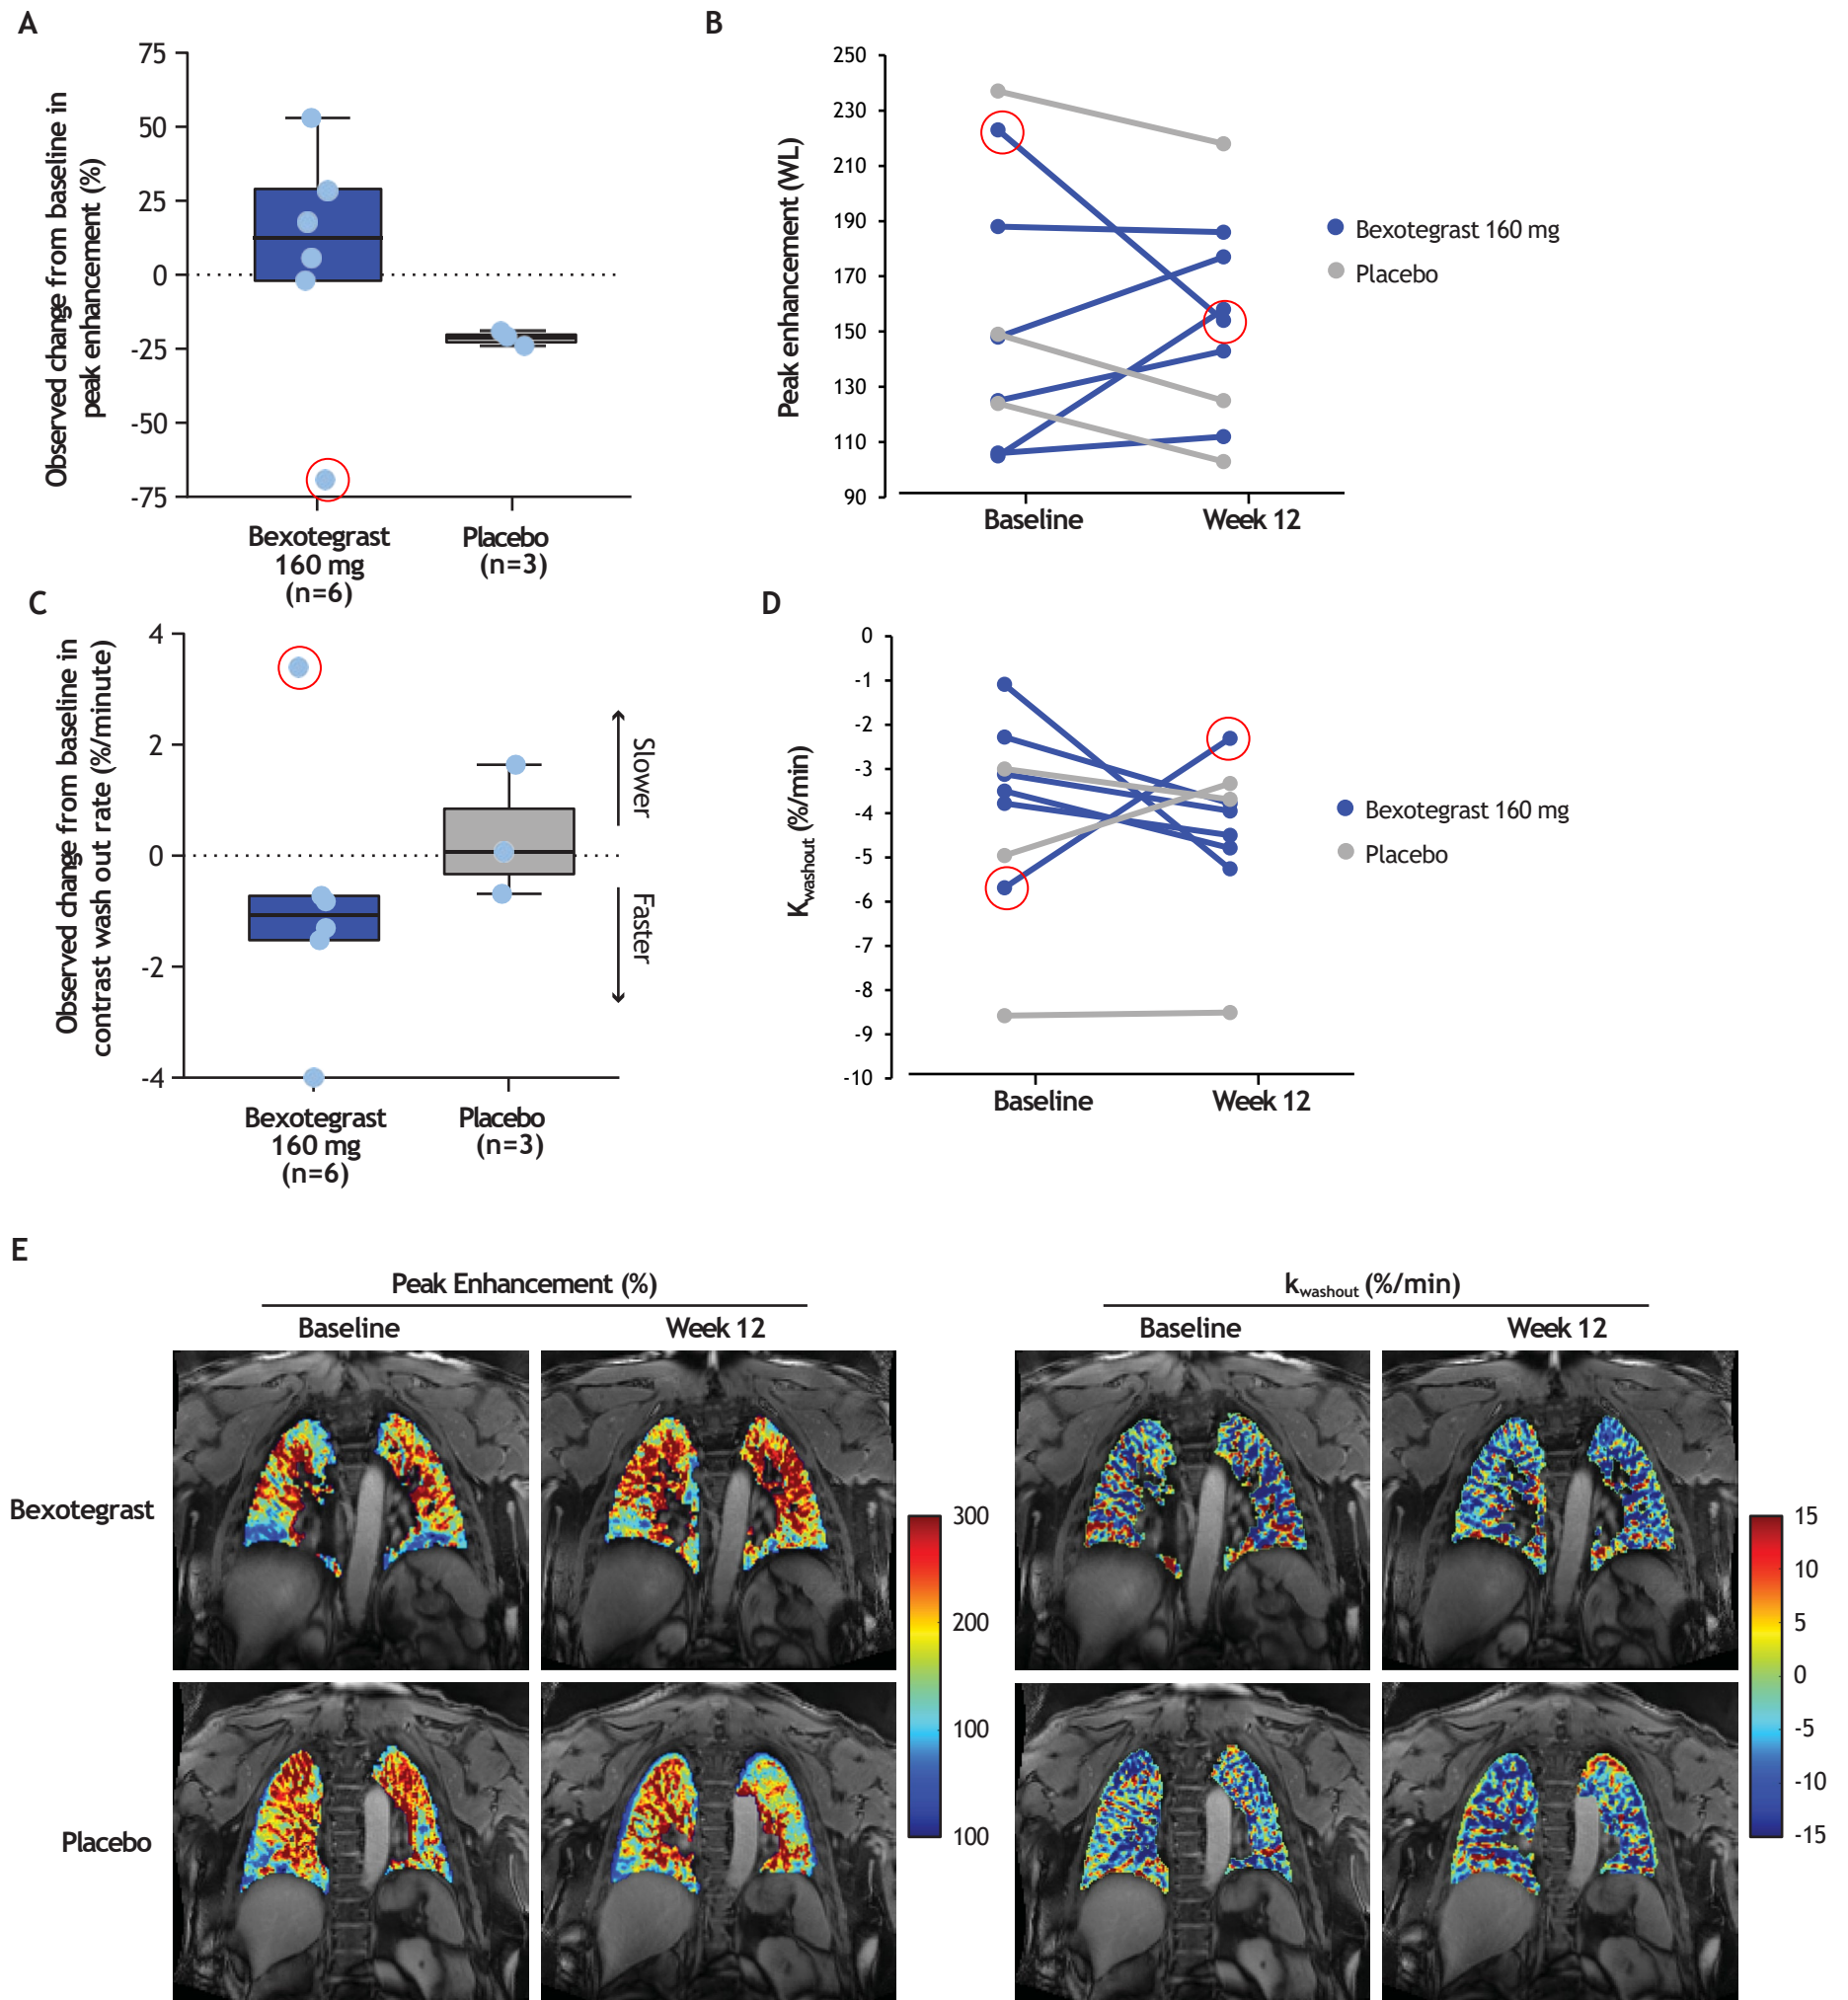 A
Observed change from baseline in
peak enhancement (%)
75
50
25
0
-25
-50
-75
Bexotegrast
160 mg
(n=6)
Placebo
(n=3)
B
Peak enhancement (WL)
250
230
210
190
170
150
130
110
90
Baseline
Week 12
Bexotegrast 160 mg
Placebo
C
Observed change from baseline in
contrast wash out rate (%/minute)
4
2
0
-2
-4
Slower
Faster
Bexotegrast
160 mg
(n=6)
Placebo
(n=3)
D
Kwashout (%/min)
0
-1
-2
-3
-4
-5
-6
-7
-8
-9
-10
Baseline
Week 12
Bexotegrast 160 mg
Placebo
E
Peak Enhancement (%)
Baseline
Week 12
kwashout (%/min)
Baseline
Week 12
Bexotegrast
Placebo
300
200
100
100
15
10
5
0
-5
-10
-15